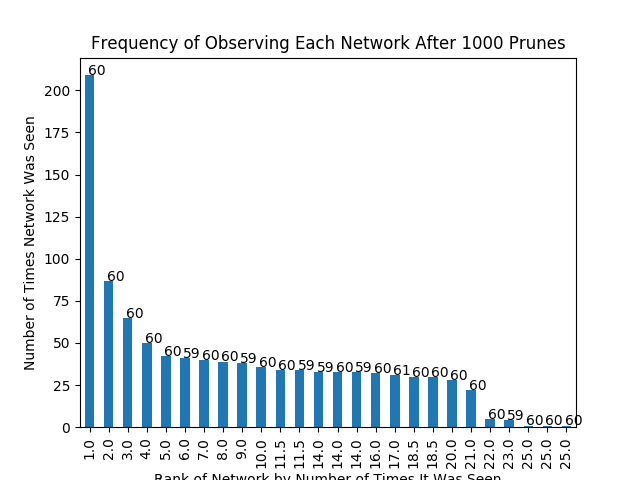 Frequency of Observing Each Network After 1000 Prunes
Number of Times Network Was Seen
200
175
150
125
100
75
50
25
0
60 60 60 60 60 59 60 60 59 60 60 59 59 60 59 60 61 60 60 60 60 60 59 60 60 60
1.0 2.0 3.0 4.0 5.0 6.0 7.0 8.0 9.0 10.0 11.5 11.5 14.0 14.0 14.0 16.0 17.0 18.5 18.5 20.0 21.0 22.0 23.0 25.0 25.0 25.0
Rank of Network by Number of Times It Was Seen